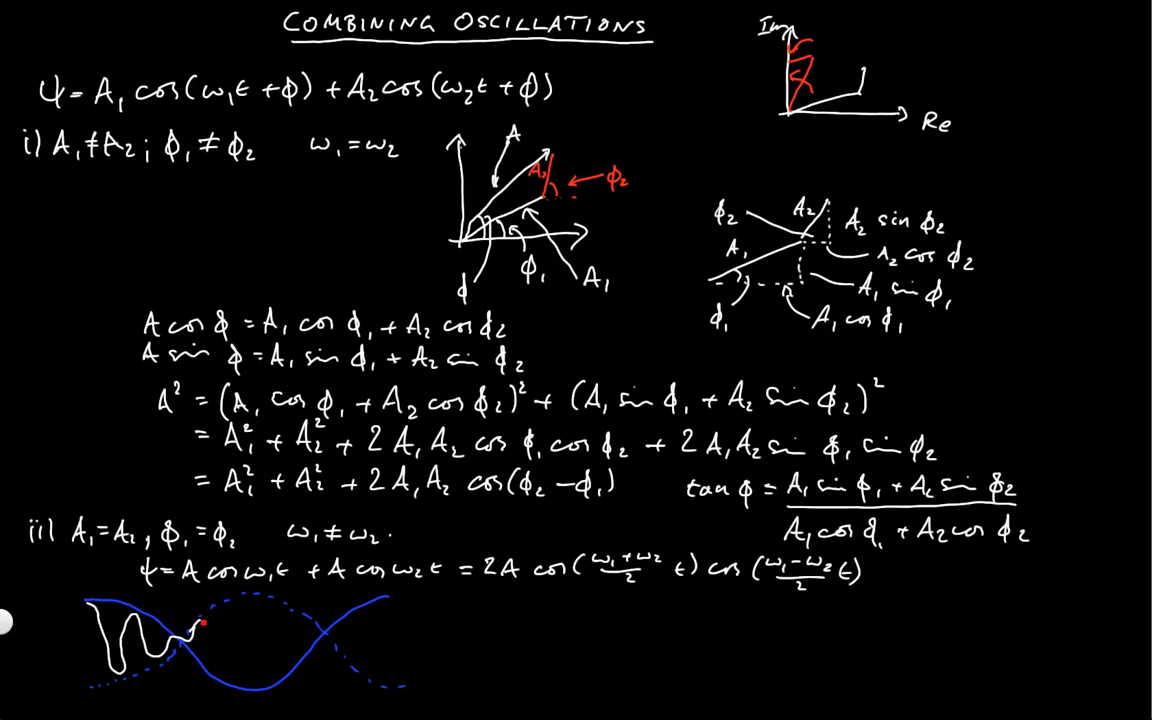 COMBINING OSCILLATIONS
Im
Re
ψ = A₁ cos(ω₁t + φ) + A₂ cos(ω₂t + φ)
i) A₁ ≠ A₂ ; φ₁ ≠ φ₂   ω₁ = ω₂
A
A₂
φ₂
φ
φ₁
A₁
φ₂
A₂
A₂ sin φ₂
A₁
A₂ cos φ₂
A₁ sin φ₁
φ₁
A₁ cos φ₁
A cos φ = A₁ cos φ₁ + A₂ cos φ₂
A sin φ = A₁ sin φ₁ + A₂ sin φ₂
A² = (A₁ cos φ₁ + A₂ cos φ₂)² + (A₁ sin φ₁ + A₂ sin φ₂)²
= A₁² + A₂² + 2A₁A₂ cos φ₁ cos φ₂ + 2A₁A₂ sin φ₁ sin φ₂
= A₁² + A₂² + 2A₁A₂ cos(φ₂ − φ₁)
tan φ = (A₁ sin φ₁ + A₂ sin φ₂) / (A₁ cos φ₁ + A₂ cos φ₂)
ii) A₁ = A₂, φ₁ = φ₂   ω₁ ≠ ω₂.
ψ = A cos ω₁t + A cos ω₂t = 2A cos((ω₁+ω₂)/2 t) cos((ω₁−ω₂)/2 t)